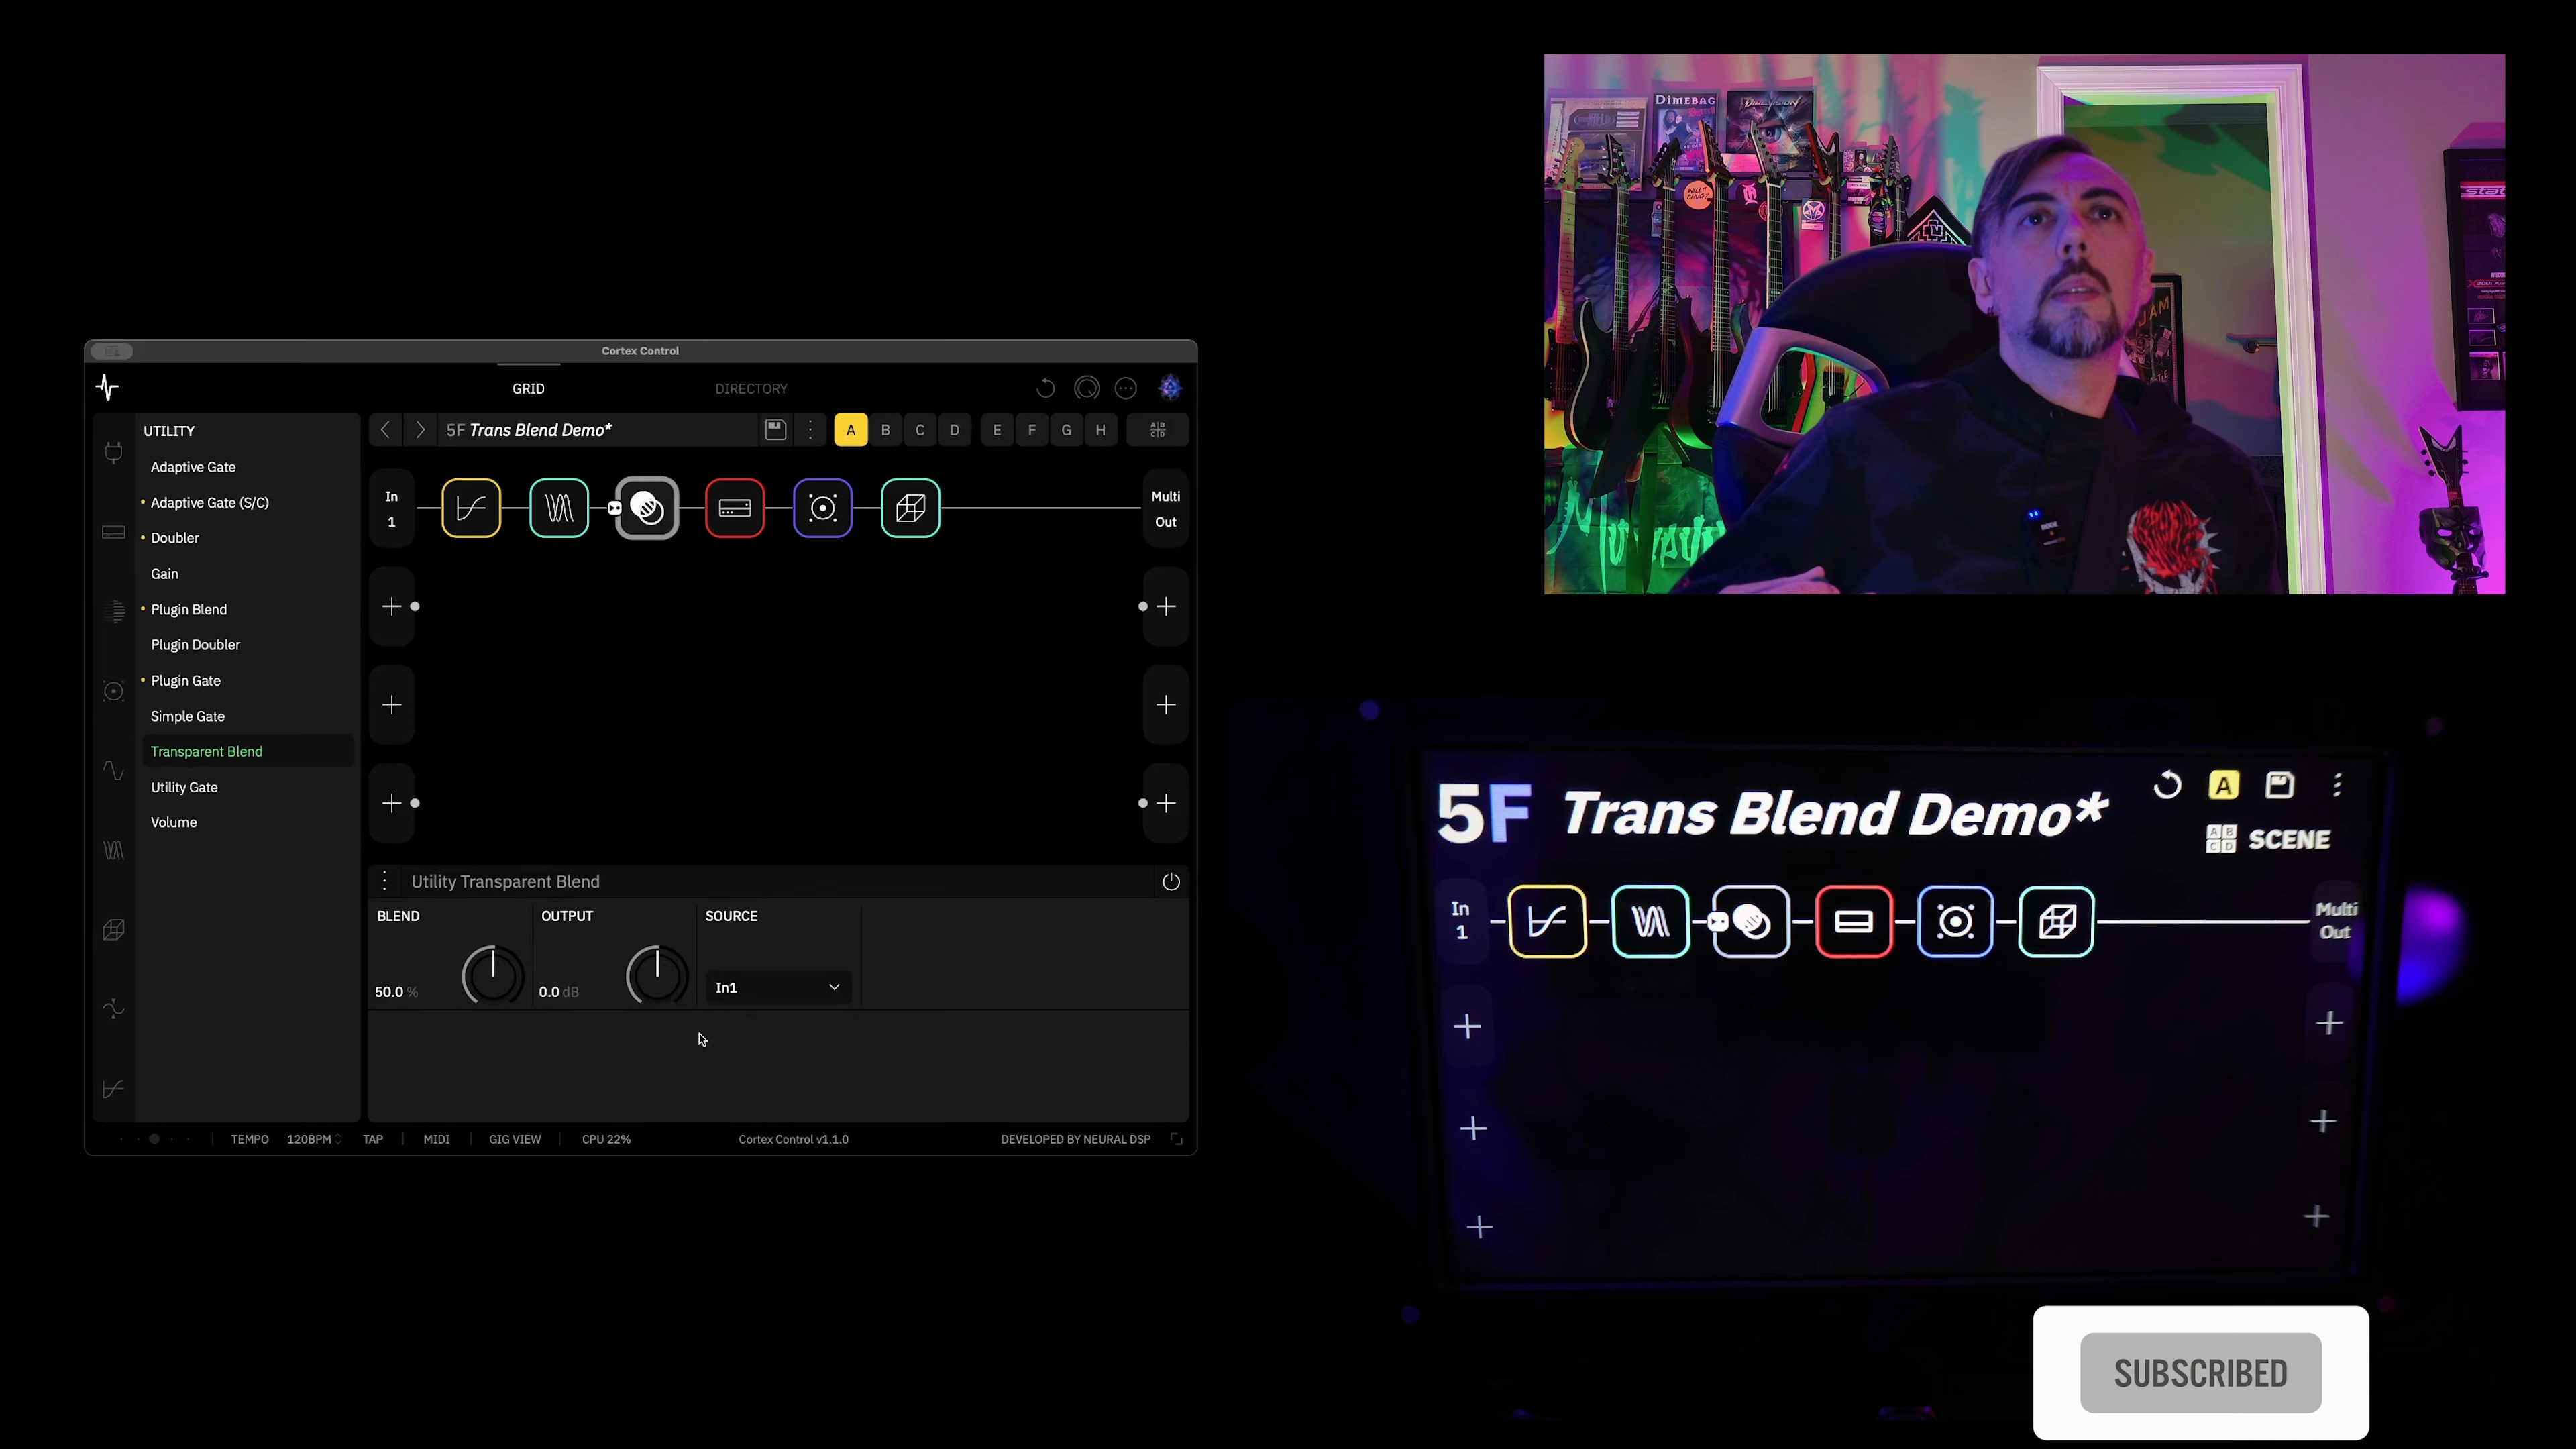 Cortex Control
GRID
DIRECTORY
UTILITY
Adaptive Gate
Adaptive Gate (S/C)
Doubler
Gain
Plugin Blend
Plugin Doubler
Plugin Gate
Simple Gate
Transparent Blend
Utility Gate
Volume
5F Trans Blend Demo*
A B C D E F G H
A B C D
In 1
Multi Out
Utility Transparent Blend
BLEND
50.0 %
OUTPUT
0.0 dB
SOURCE
In1
TEMPO 120BPM TAP MIDI GIG VIEW CPU 22% Cortex Control v1.1.0 DEVELOPED BY NEURAL DSP
DIMEBAG
5F Trans Blend Demo*
A
A B C D
SCENE
In 1
Multi Out
SUBSCRIBED